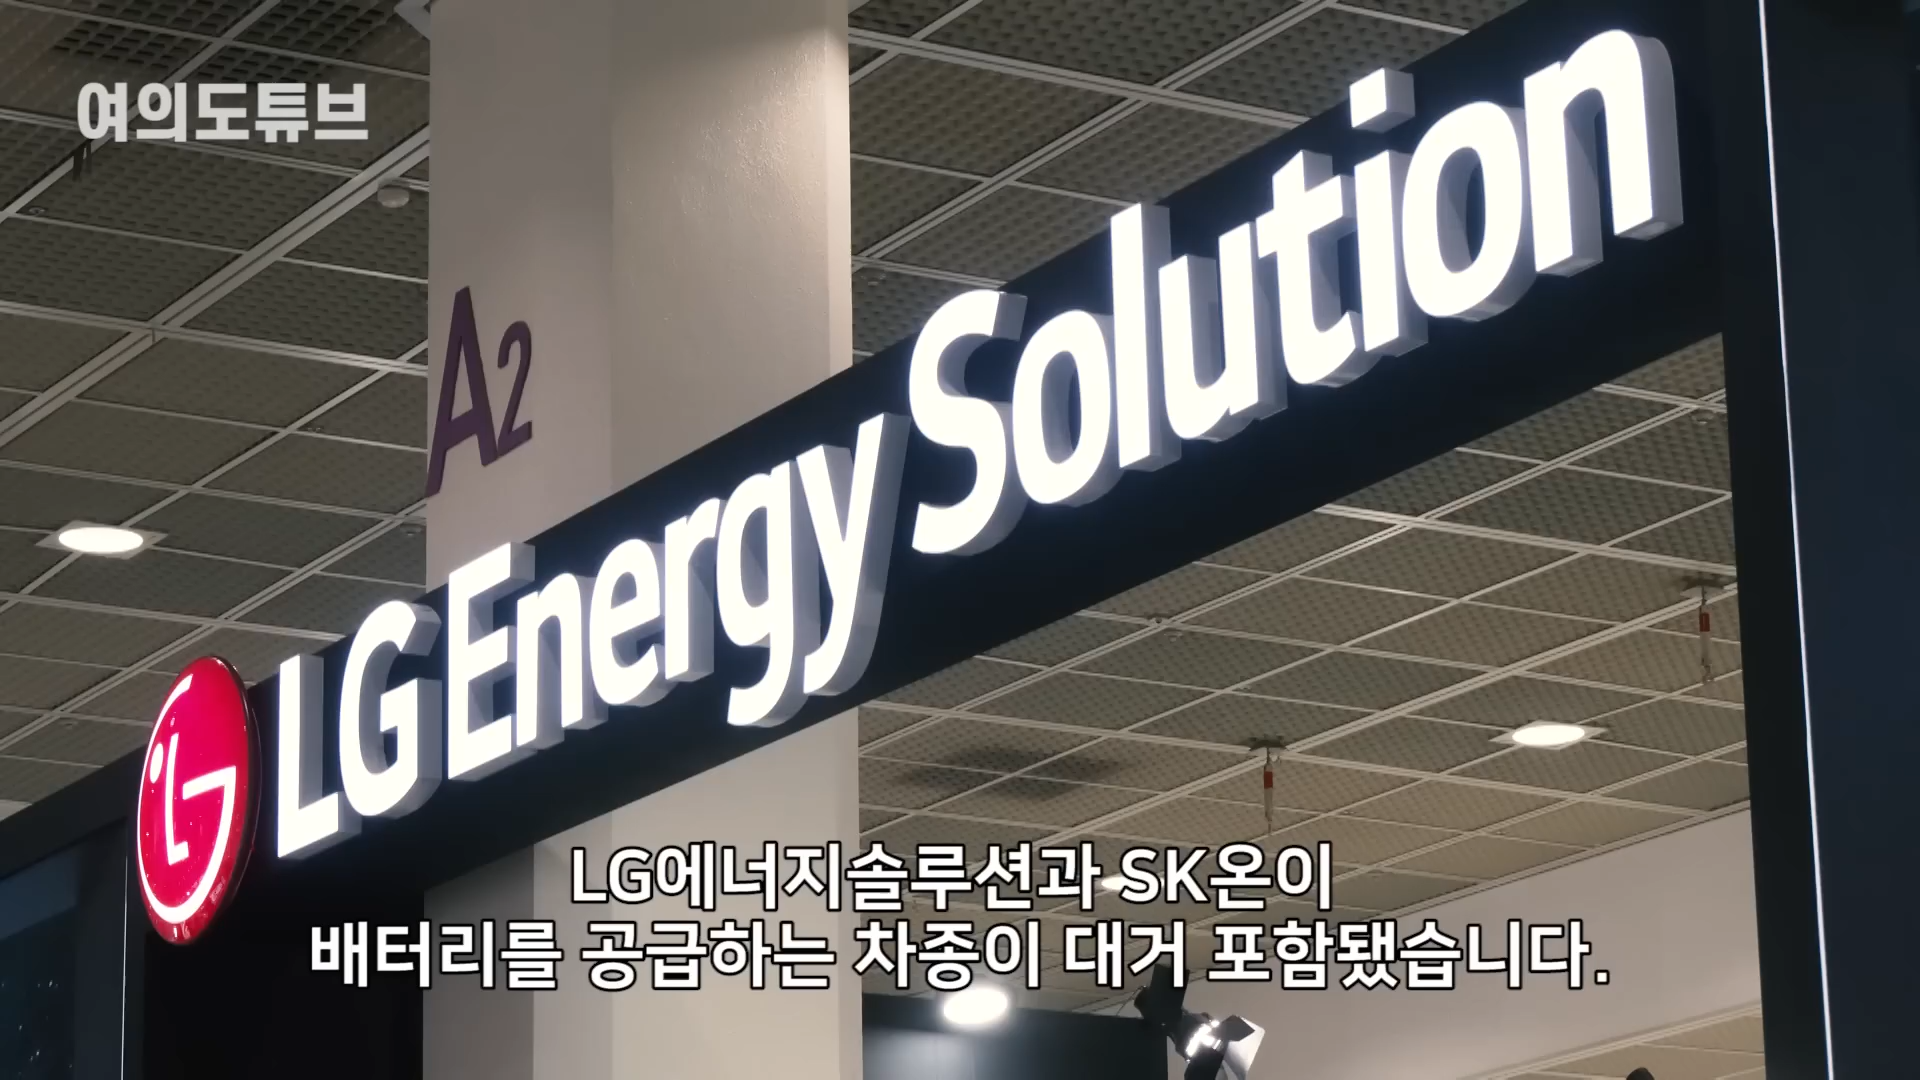 여의도튜브
A2
LG Energy Solution
LG에너지솔루션과 SK온이
배터리를 공급하는 차종이 대거 포함됐습니다.